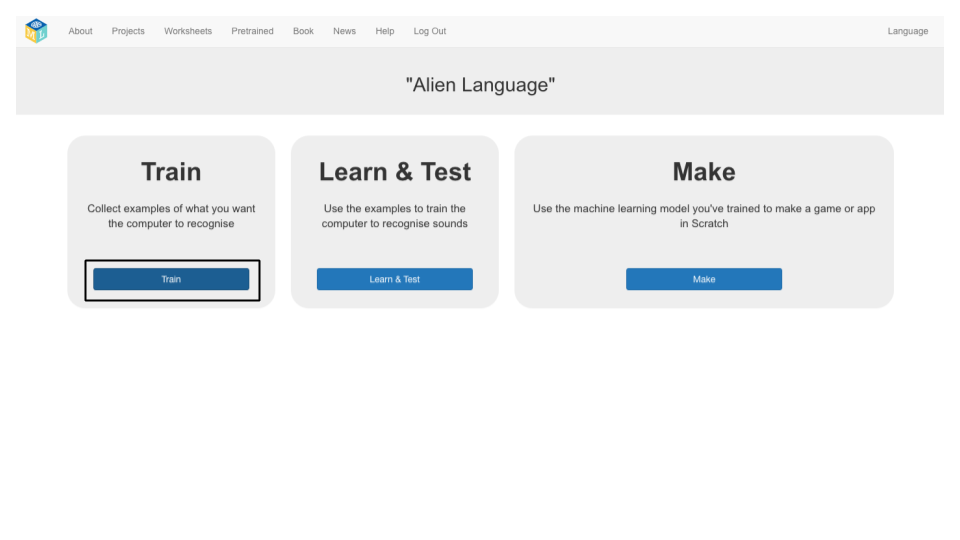 About Projects Worksheets Pretrained Book News Help Log Out Language
"Alien Language"
Train
Collect examples of what you want
the computer to recognise
Train
Learn & Test
Use the examples to train the
computer to recognise sounds
Learn & Test
Make
Use the machine learning model you've trained to make a game or app
in Scratch
Make